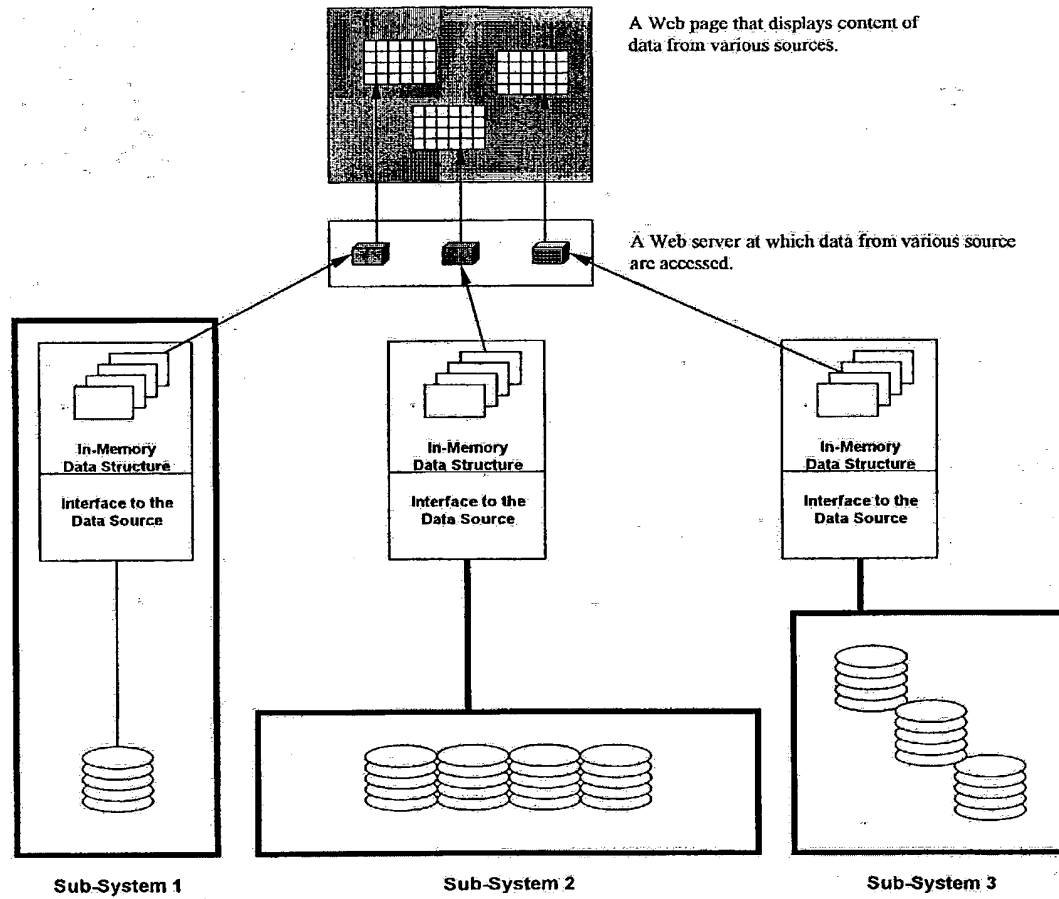 A Web page that displays content of
data from various sources.
A Web server at which data from various source
are accessed.
In-Memory
Data Structure
Interface to the
Data Source
In-Memory
Data Structure
Interface to the
Data Source
In-Memory
Data Structure
Interface to the
Data Source
Sub-System 1
Sub-System 2
Sub-System 3